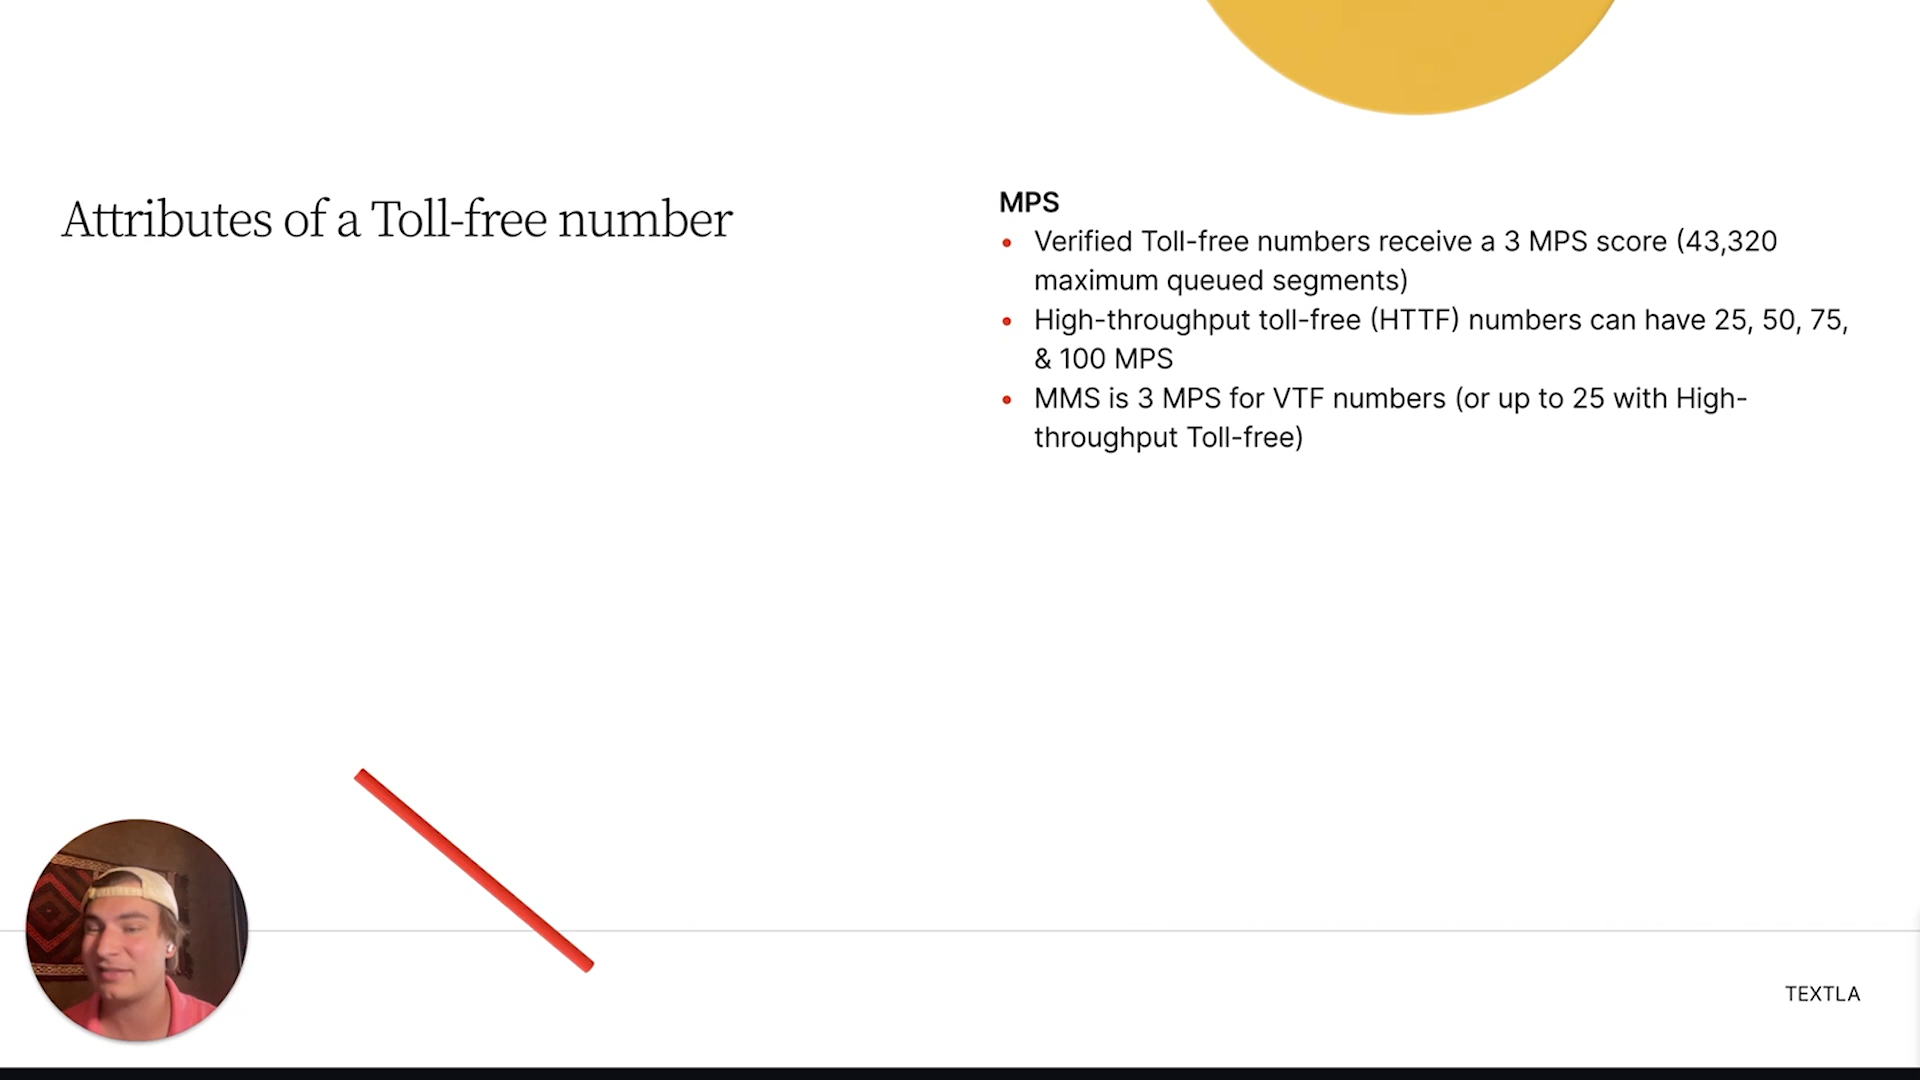 Attributes of a Toll-free number
MPS
• Verified Toll-free numbers receive a 3 MPS score (43,320
maximum queued segments)
• High-throughput toll-free (HTTF) numbers can have 25, 50, 75,
& 100 MPS
• MMS is 3 MPS for VTF numbers (or up to 25 with High-
throughput Toll-free)
TEXTLA